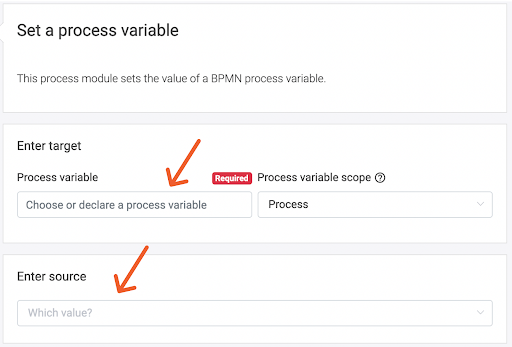 Set a process variable
This process module sets the value of a BPMN process variable.
Enter target
Process variable Required Process variable scope ?
Choose or declare a process variable Process
Enter source
Which value?